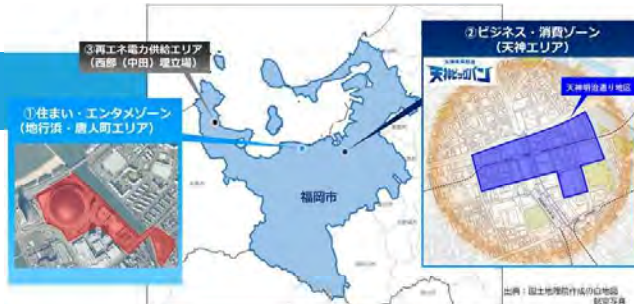 ③再エネ電力供給エリア
(西部(中田)埋立場)
①住まい・エンタメゾーン
(地行浜・唐人町エリア)
福岡市
②ビジネス・消費ゾーン
(天神エリア)
天神ビッグバン
天神明治通り地区
出典:国土地理院作成の白地図
航空写真